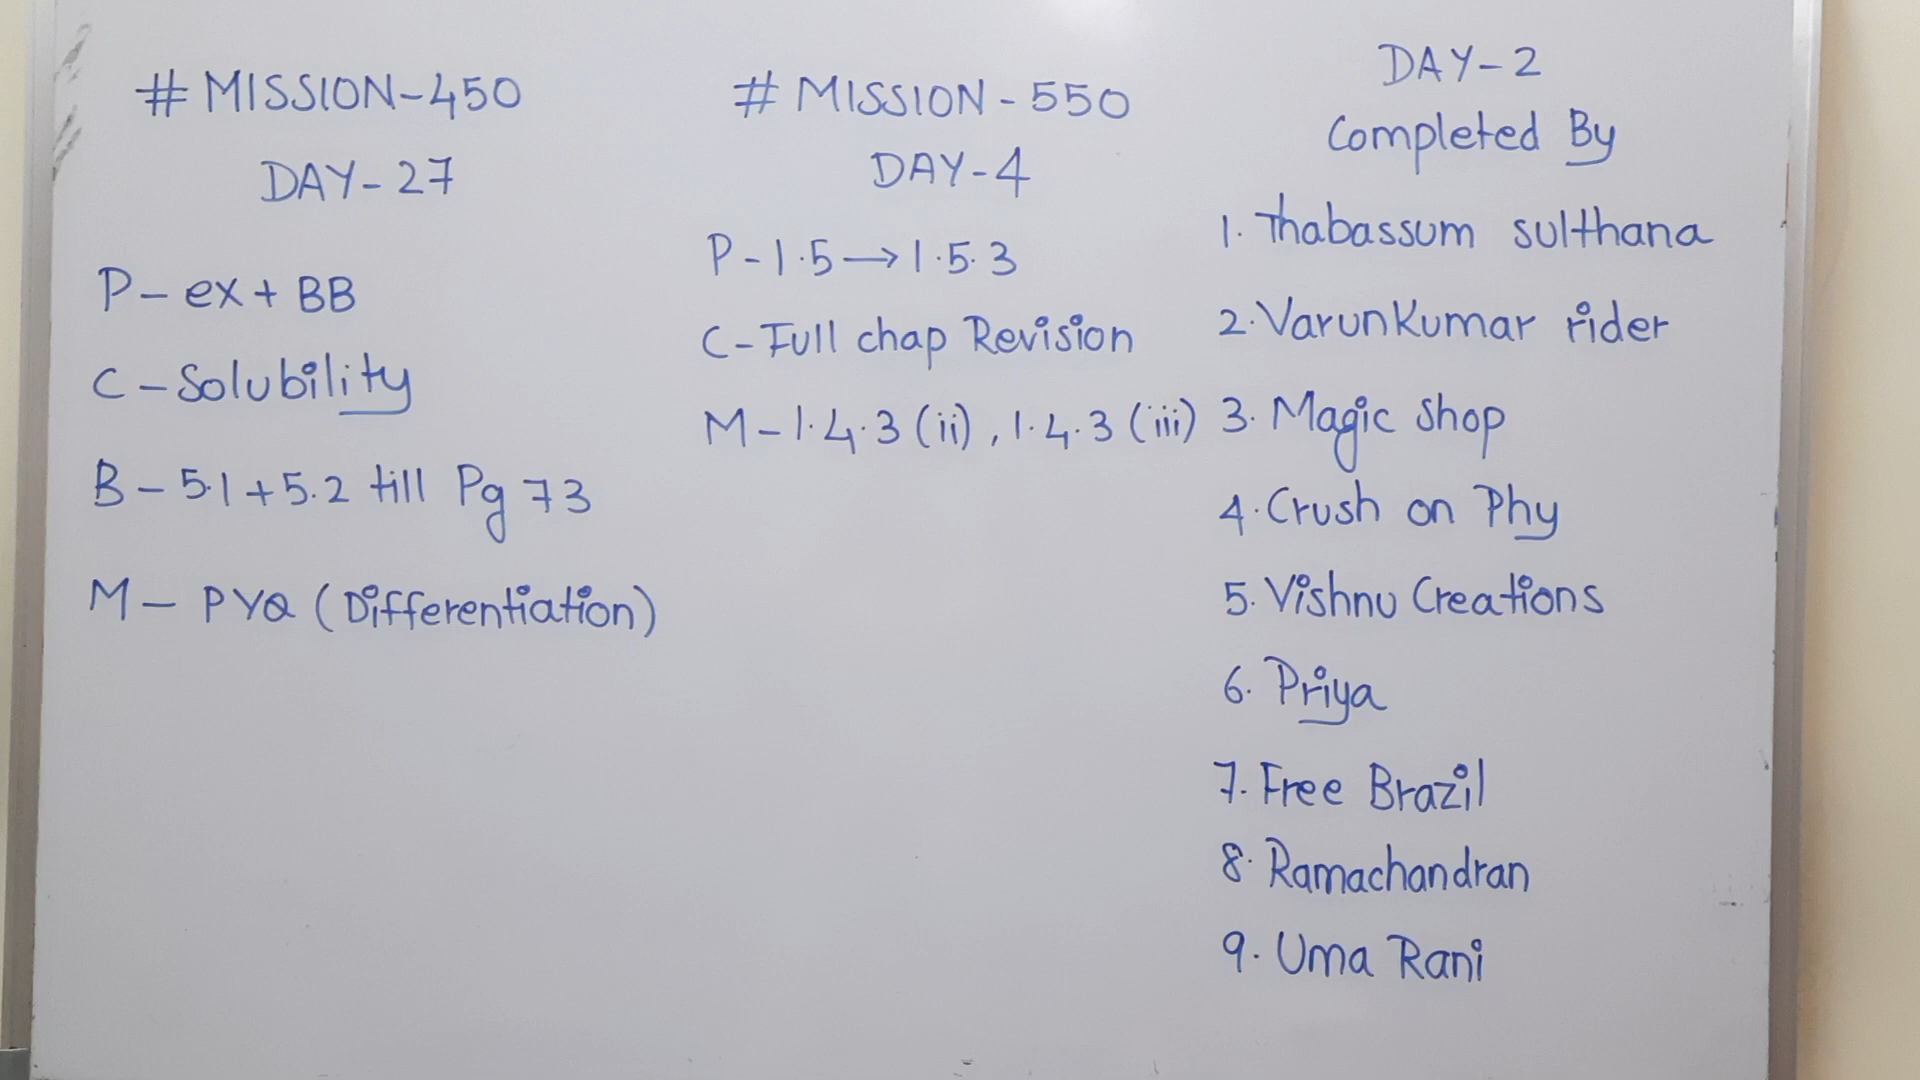 # MISSION-450
DAY-27
P- ex + BB
C-Solubility
B-5.1+5.2 till Pg 73
M- PYQ (Differentiation)
# MISSION-550
DAY-4
P-1.5→1.5.3
C-Full chap Revision
M-1.4.3 (ii), 1.4.3 (iii)
DAY-2
Completed By
1. Thabassum sulthana
2. VarunKumar rider
3. Magic Shop
4. Crush on Phy
5. Vishnu Creations
6. Priya
7. Free Brazil
8. Ramachandran
9. Uma Rani